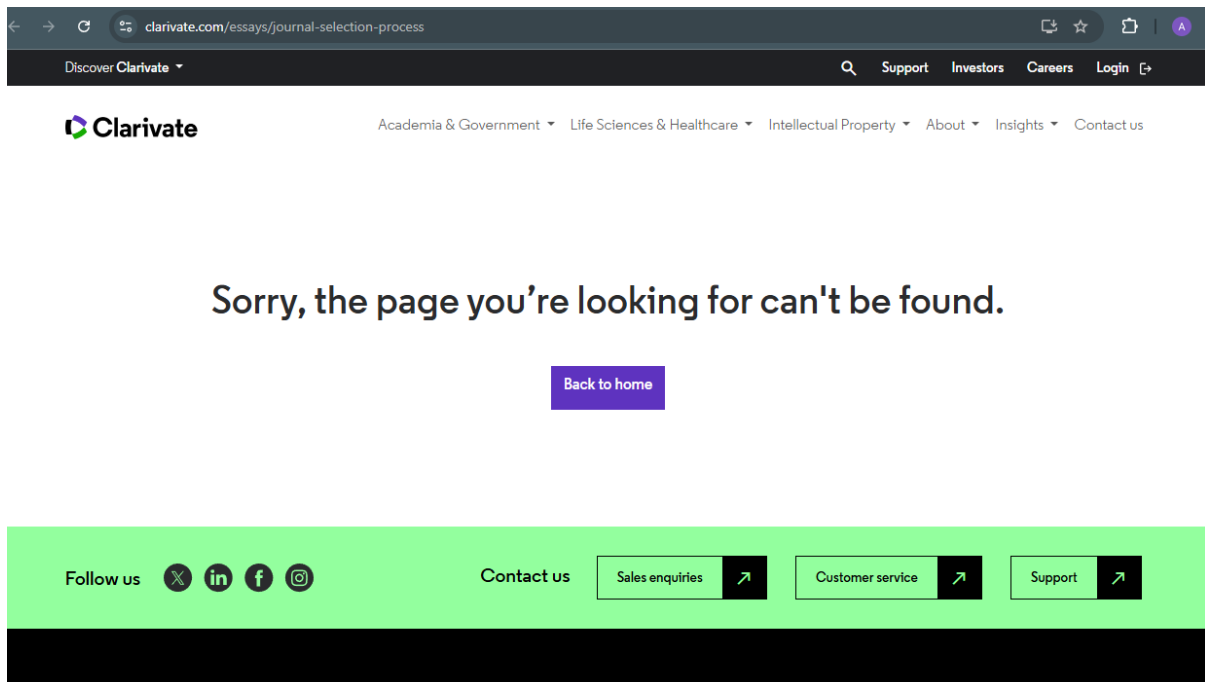 clarivate.com/essays/journal-selection-process
A
Discover Clarivate
Support Investors Careers Login
Clarivate
Academia & Government Life Sciences & Healthcare Intellectual Property About Insights Contact us
Sorry, the page you’re looking for can't be found.
Back to home
Follow us
Contact us
Sales enquiries
Customer service
Support